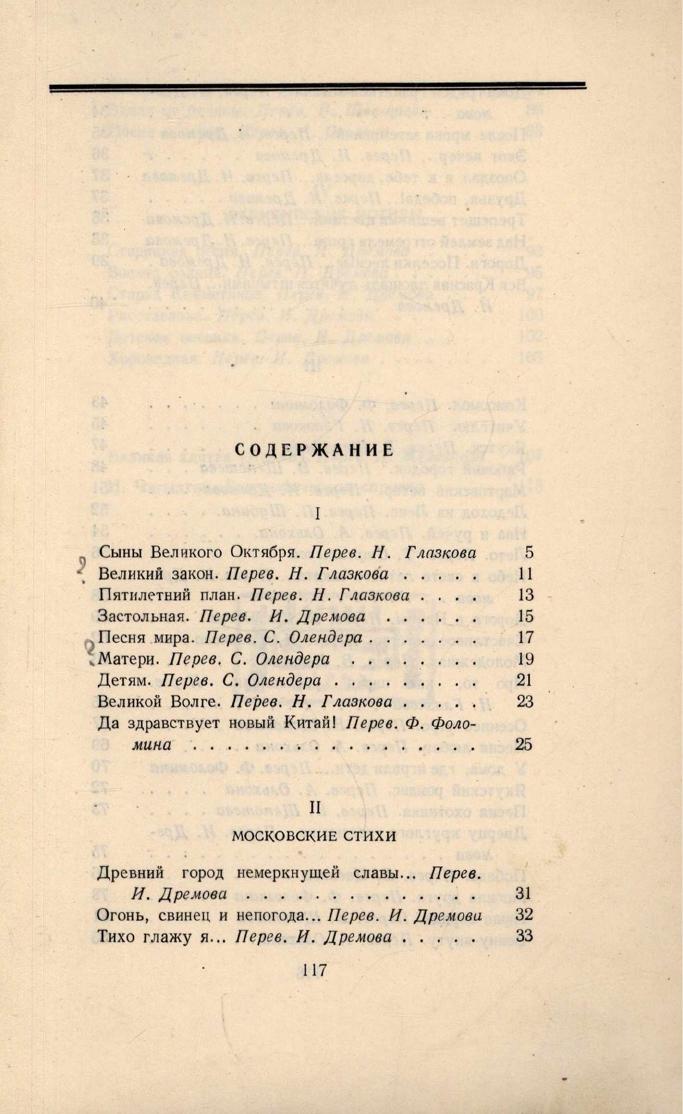 СОДЕРЖАНИЕ
I
Сыны Великого Октября. Перев. Н. Глазкова 5
Великий закон. Перев. Н. Глазкова . . . . . 11
Пятилетний план. Перев. Н. Глазкова . . . . 13
Застольная. Перев. И. Дремова . . . . . . 15
Песня мира. Перев. С. Олендера . . . . . . 17
Матери. Перев. С. Олендера . . . . . . . . 19
Детям. Перев. С. Олендера . . . . . . . . . 21
Великой Волге. Перев. Н. Глазкова . . . . . 23
Да здравствует новый Китай! Перев. Ф. Фоло-
мина . . . . . . . . . . . . . . . . . 25
II
МОСКОВСКИЕ СТИХИ
Древний город немеркнущей славы... Перев.
И. Дремова . . . . . . . . . . . . . 31
Огонь, свинец и непогода... Перев. И. Дремова 32
Тихо глажу я... Перев. И. Дремова . . . . . 33
117